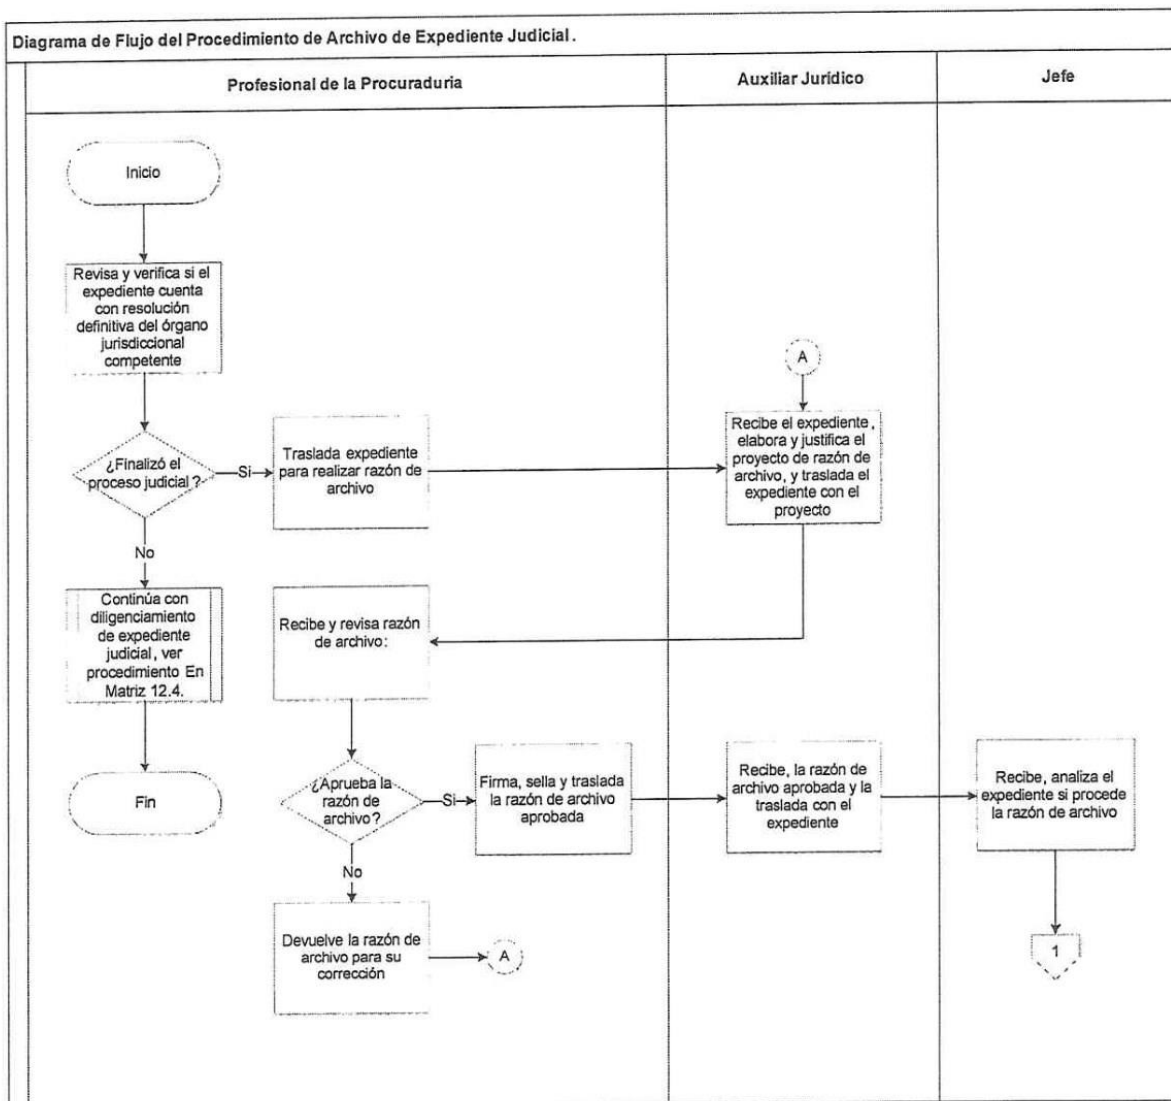 Diagrama de Flujo del Procedimiento de Archivo de Expediente Judicial.
Profesional de la Procuraduria
Auxiliar Jurídico
Jefe
Inicio
Revisa y verifica si el
expediente cuenta
con resolución
definitiva del órgano
jurisdiccional
competente
¿Finalizó el
proceso judicial?
Si
Traslada expediente
para realizar razón de
archivo
A
Recibe el expediente,
elabora y justifica el
proyecto de razón de
archivo, y traslada el
expediente con el
proyecto
No
Continúa con
diligenciamiento
de expediente
judicial, ver
procedimiento En
Matriz 12.4.
Fin
Recibe y revisa razón
de archivo:
¿Aprueba la
razón de
archivo?
Si
Firma, sella y traslada
la razón de archivo
aprobada
Recibe, la razón de
archivo aprobada y la
traslada con el
expediente
Recibe, analiza el
expediente si procede
la razón de archivo
No
Devuelve la razón de
archivo para su
corrección
A
1